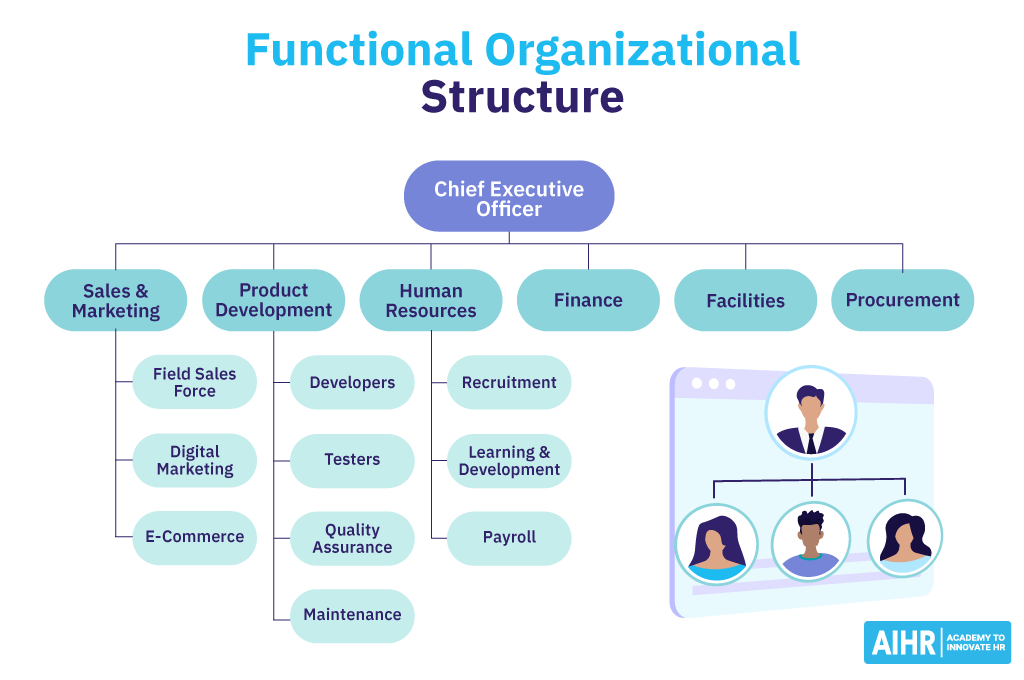 Functional Organizational
Structure
Chief Executive
Officer
Sales &
Marketing
Product
Development
Human
Resources
Finance
Facilities
Procurement
Field Sales
Force
Digital
Marketing
E-Commerce
Developers
Testers
Quality
Assurance
Maintenance
Recruitment
Learning &
Development
Payroll
AIHR
ACADEMY TO
INNOVATE HR